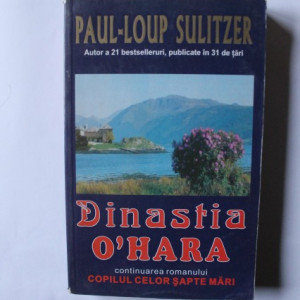 PAUL-LOUP SULITZER
Autor a 21 bestselleruri, publicate în 31 de țări
Dinastia
O'HARA
continuarea romanului
COPILUL CELOR ȘAPTE MĂRI